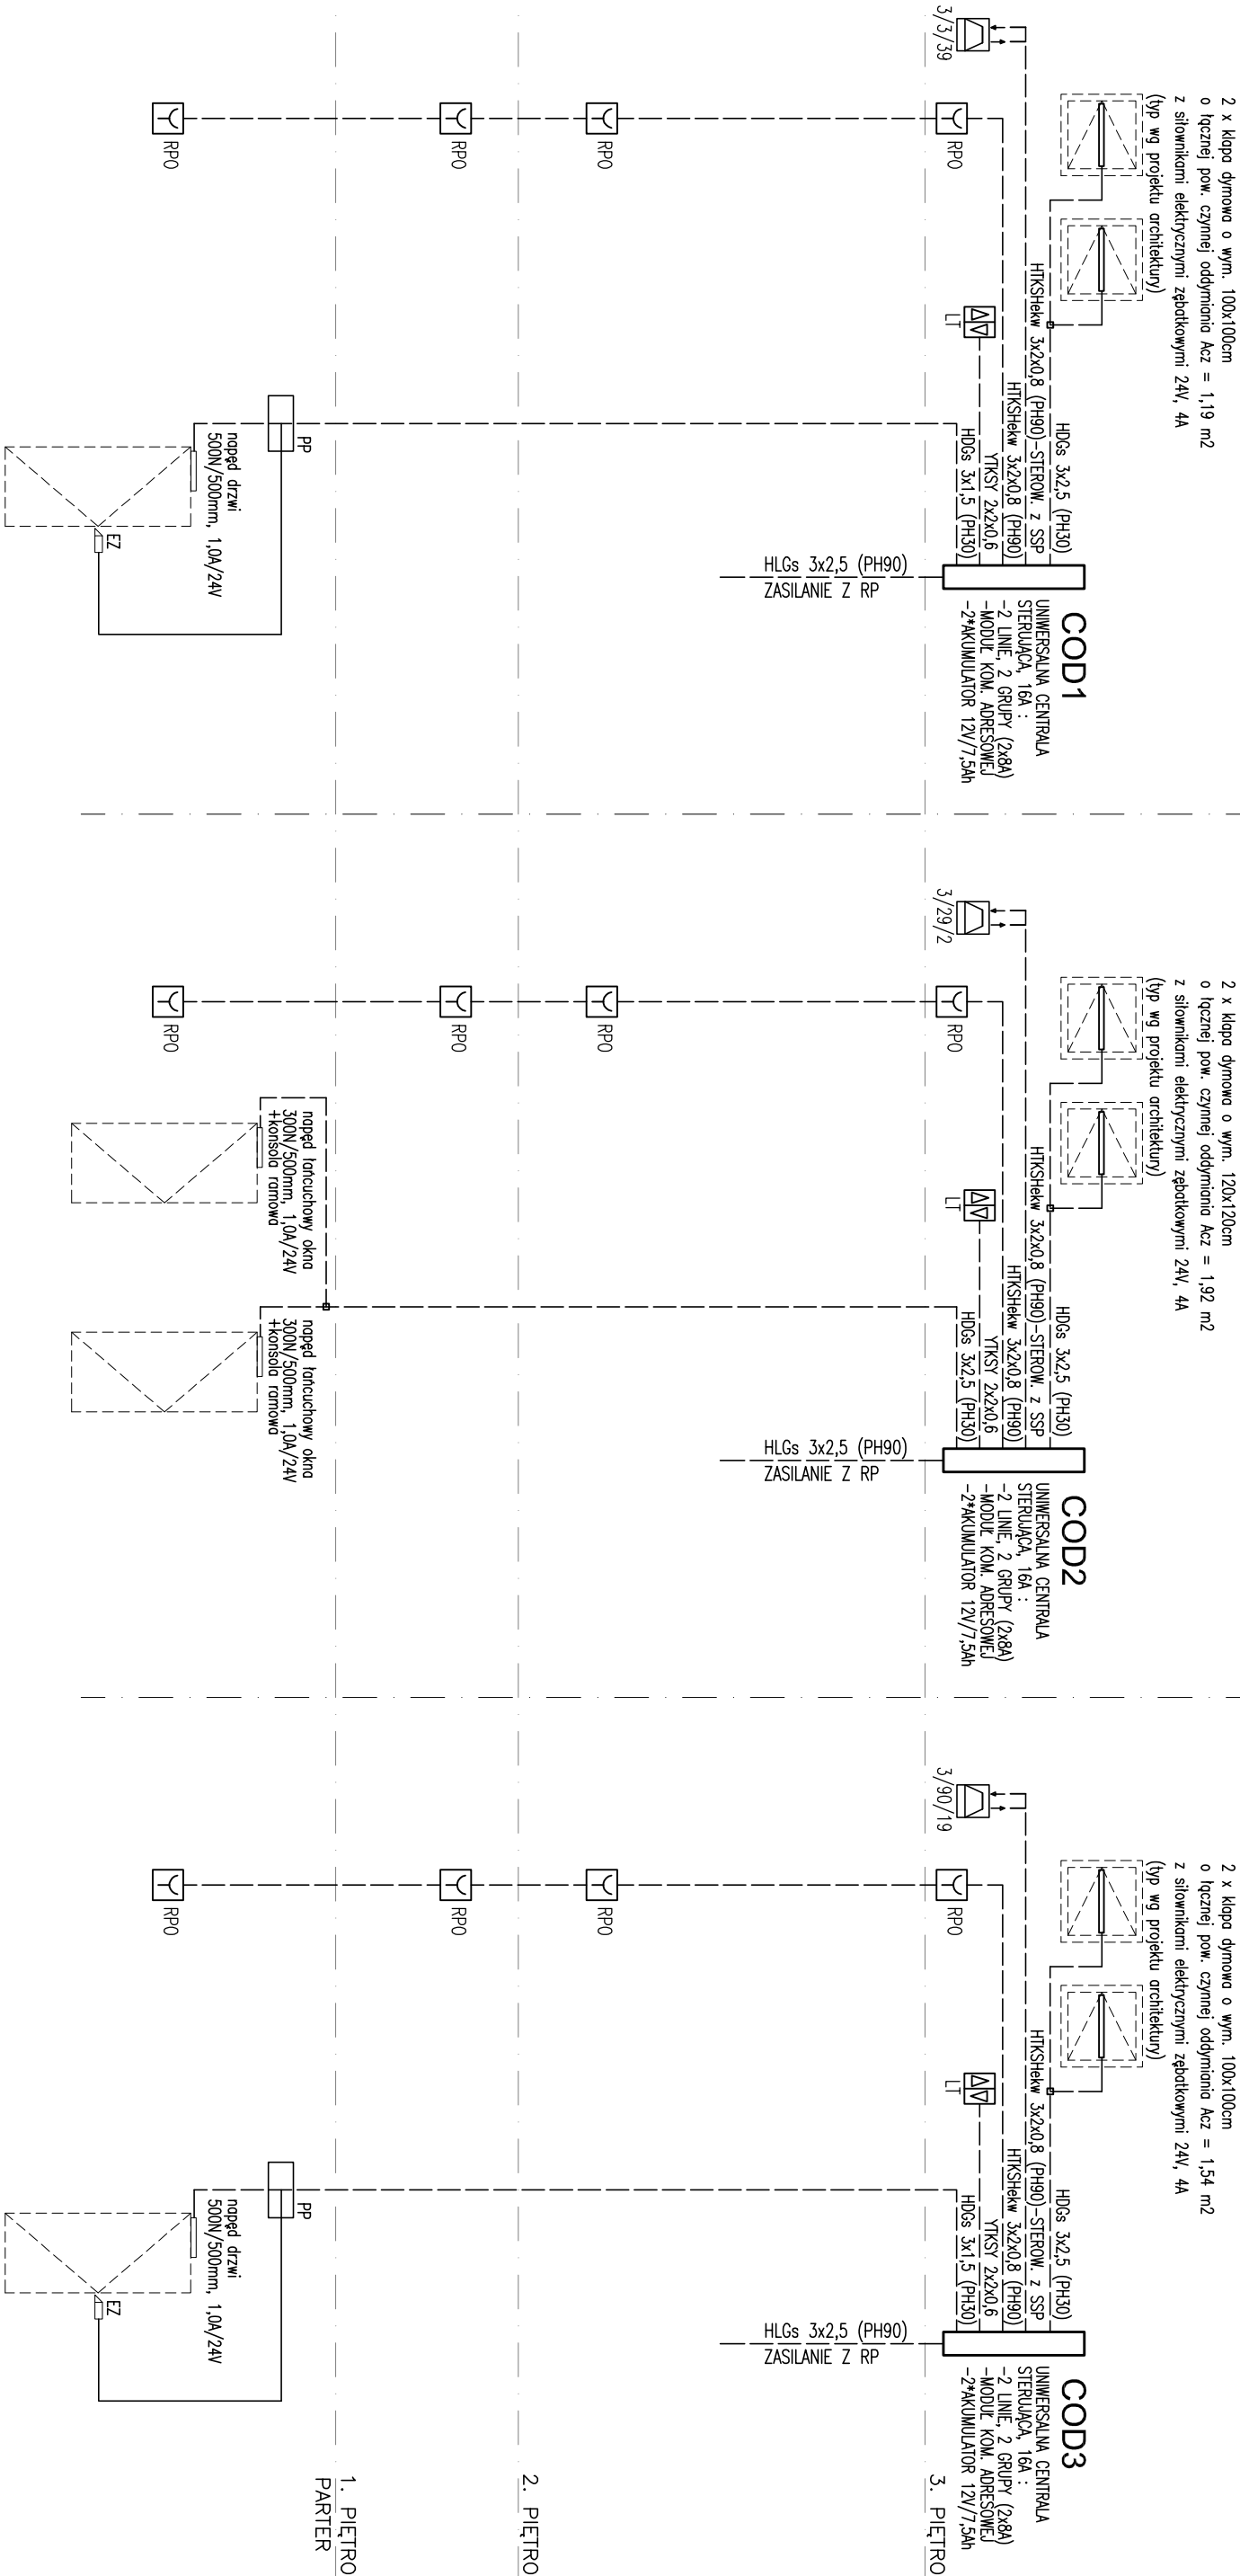 2 x klapa dymowa o wym. 100x100cm
o łącznej pow. czynnej oddymiania Acz = 1,19 m2
z siłownikami elektrycznymi zębatkowymi 24V, 4A
(typ wg projektu architektury)
3/3/39
HDGs 3x2,5 (PH30)
HTKSHekw 3x2x0,8 (PH90)-STEROW. z SSP
HTKSHekw 3x2x0,8 (PH90)
YTKSY 2x2x0,6
HDGs 3x1,5 (PH30)
LT
RPO
RPO
RPO
RPO
COD1
UNIWERSALNA CENTRALA
STERUJĄCA, 16A :
-2 LINIE, 2 GRUPY (2x8A)
-MODUŁ KOM. ADRESOWEJ
-2*AKUMULATOR 12V/7,5Ah
HLGs 3x2,5 (PH90)
ZASILANIE Z RP
PP
napęd drzwi
500N/500mm, 1,0A/24V
EZ
2 x klapa dymowa o wym. 120x120cm
o łącznej pow. czynnej oddymiania Acz = 1,92 m2
z siłownikami elektrycznymi zębatkowymi 24V, 4A
(typ wg projektu architektury)
3/29/2
HDGs 3x2,5 (PH30)
HTKSHekw 3x2x0,8 (PH90)-STEROW. z SSP
HTKSHekw 3x2x0,8 (PH90)
YTKSY 2x2x0,6
HDGs 3x2,5 (PH30)
LT
RPO
RPO
RPO
RPO
COD2
UNIWERSALNA CENTRALA
STERUJĄCA, 16A :
-2 LINIE, 2 GRUPY (2x8A)
-MODUŁ KOM. ADRESOWEJ
-2*AKUMULATOR 12V/7,5Ah
HLGs 3x2,5 (PH90)
ZASILANIE Z RP
napęd łańcuchowy okna
300N/500mm, 1,0A/24V
+konsola ramowa
napęd łańcuchowy okna
300N/500mm, 1,0A/24V
+konsola ramowa
2 x klapa dymowa o wym. 100x100cm
o łącznej pow. czynnej oddymiania Acz = 1,54 m2
z siłownikami elektrycznymi zębatkowymi 24V, 4A
(typ wg projektu architektury)
3/90/19
HDGs 3x2,5 (PH30)
HTKSHekw 3x2x0,8 (PH90)-STEROW. z SSP
HTKSHekw 3x2x0,8 (PH90)
YTKSY 2x2x0,6
HDGs 3x1,5 (PH30)
LT
RPO
RPO
RPO
RPO
COD3
UNIWERSALNA CENTRALA
STERUJĄCA, 16A :
-2 LINIE, 2 GRUPY (2x8A)
-MODUŁ KOM. ADRESOWEJ
-2*AKUMULATOR 12V/7,5Ah
HLGs 3x2,5 (PH90)
ZASILANIE Z RP
PP
napęd drzwi
500N/500mm, 1,0A/24V
EZ
3. PIĘTRO
2. PIĘTRO
1. PIĘTRO
PARTER